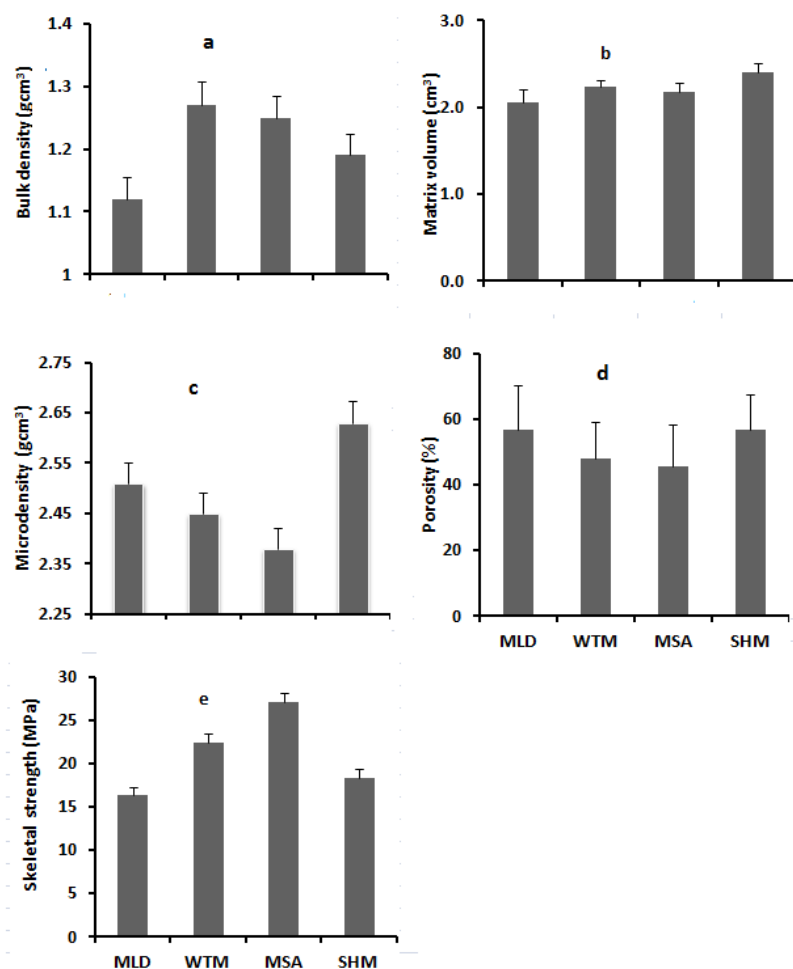 a
Bulk density (gcm³)
1.4
1.3
1.2
1.1
1
b
Matrix volume (cm³)
3.0
2.0
1.0
0.0
c
Microdensity (gcm³)
2.75
2.65
2.55
2.45
2.35
2.25
d
Porosity (%)
80
60
40
20
0
MLD WTM MSA SHM
e
Skeletal strength (MPa)
30
25
20
15
10
5
0
MLD WTM MSA SHM